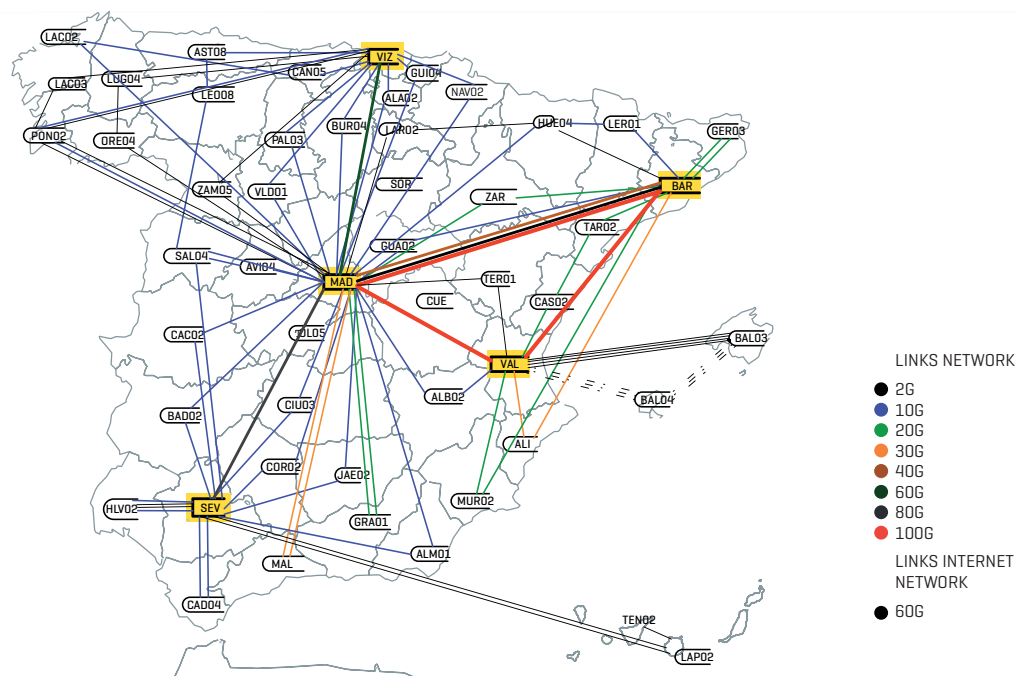 LAC02
AST08
VIZ
CAN05
GUI04
LAC03
LUG04
LEO08
ALA02
NAV02
PON02
ORE04
PAL03
BUR04
LAR02
HUE04
LER01
GER03
ZAM05
VLD01
SOR
ZAR
BAR
TAR02
SAL04
AVI04
GUA02
MAD
TER01
CUE
CAS02
CAC02
TOL05
VAL
BAL03
BAD02
CIU03
ALB02
BAL04
ALI
COR02
JAE02
HLV02
SEV
GRA01
MUR02
MAL
ALM01
CAD04
TEN02
LAP02
LINKS NETWORK
2G
10G
20G
30G
40G
60G
80G
100G
LINKS INTERNET
NETWORK
60G